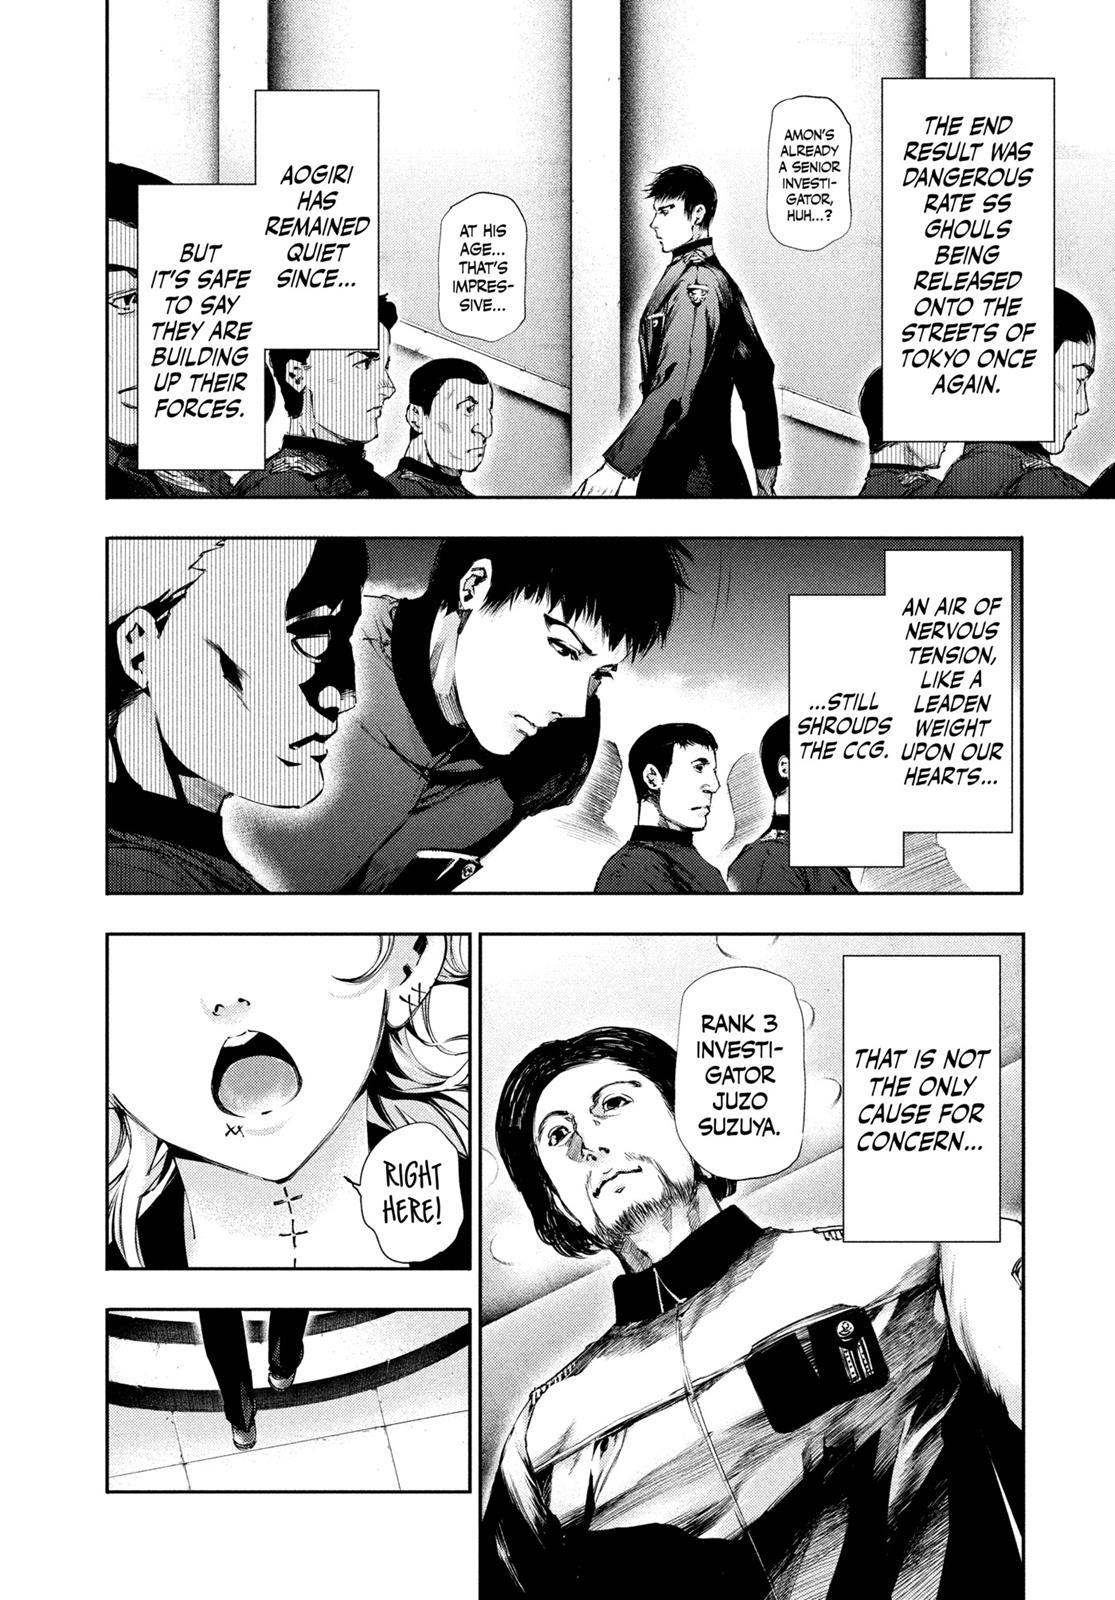 THE END
RESULT WAS
DANGEROUS
RATE SS
GHOULS
BEING
RELEASED
ONTO THE
STREETS OF
TOKYO ONCE
AGAIN.
AMON'S
ALREADY
A SENIOR
INVESTI-
GATOR,
HUH...?
AT HIS
AGE...
THAT'S
IMPRES-
SIVE...
AOGIRI
HAS
REMAINED
QUIET
SINCE...
BUT
IT'S SAFE
TO SAY
THEY ARE
BUILDING
UP THEIR
FORCES.
AN AIR OF
NERVOUS
TENSION,
LIKE A
LEADEN
WEIGHT
UPON OUR
HEARTS...
...STILL
SHROUDS
THE CCG.
THAT IS NOT
THE ONLY
CAUSE FOR
CONCERN...
RANK 3
INVESTI-
GATOR
JUZO
SUZUYA.
RIGHT
HERE!